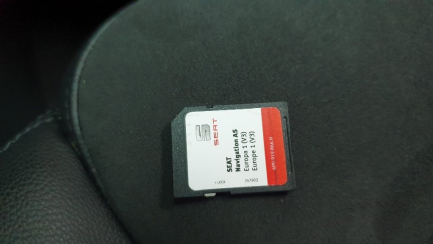 SEAT
SEAT
Navigation AS
Europa 1 (V3)
Europe 1 (V3)